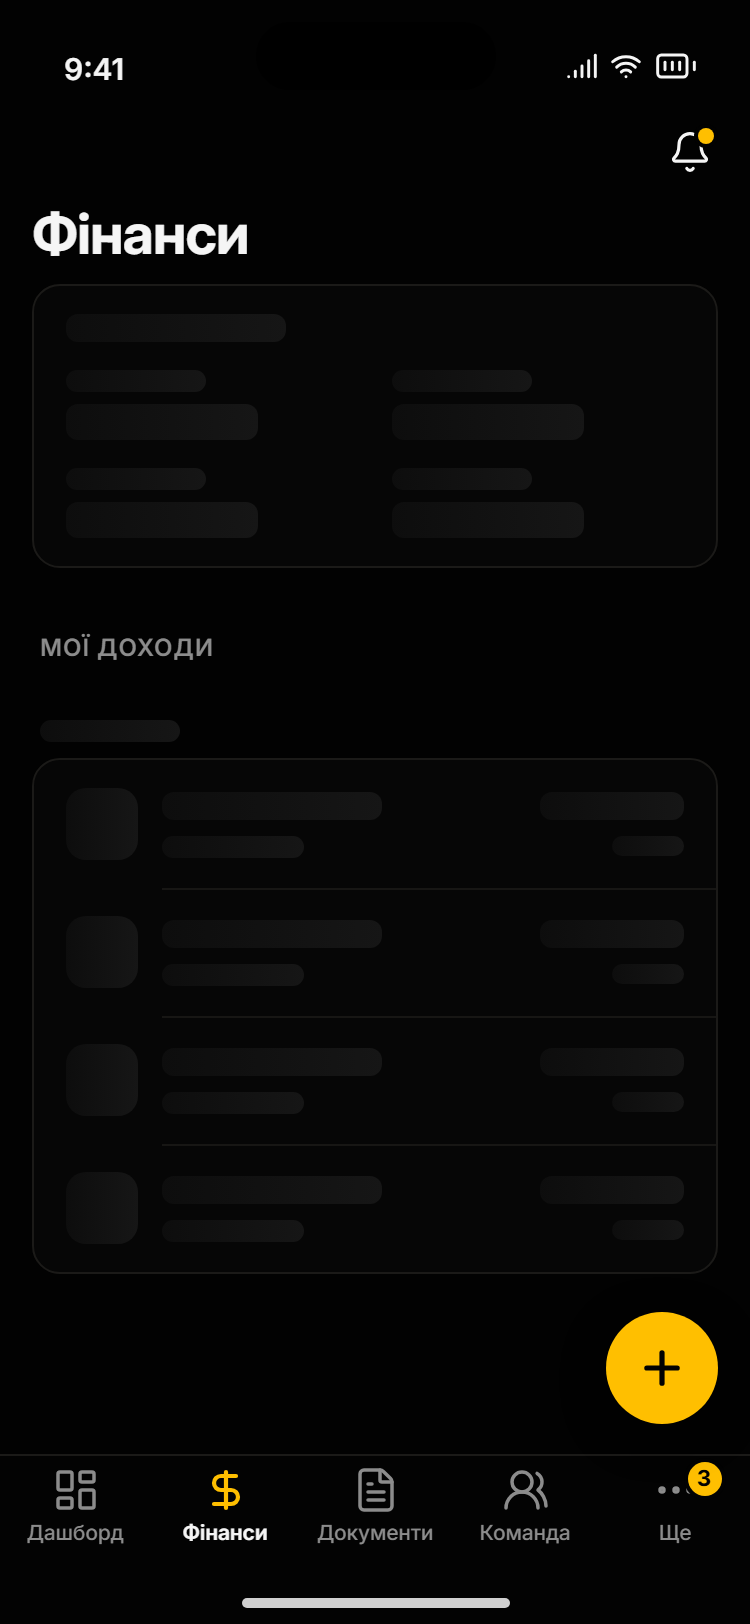 9:41
Фінанси
МОЇ ДОХОДИ
3
Дашборд
Фінанси
Документи
Команда
Ще